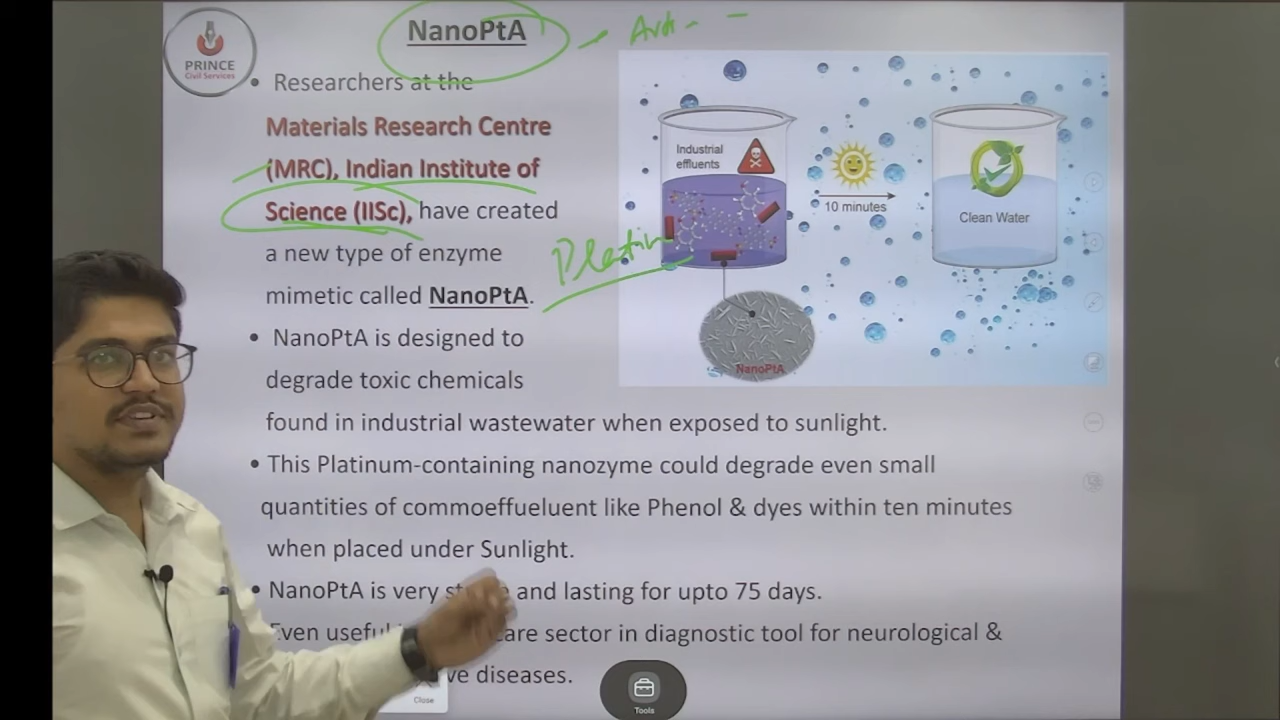 NanoPtA
PRINCE
Civil Services
• Researchers at the
Materials Research Centre
(MRC), Indian Institute of
Science (IISc), have created
a new type of enzyme
mimetic called NanoPtA.
Industrial
effluents
10 minutes
Clean Water
NanoPtA
• NanoPtA is designed to
degrade toxic chemicals
found in industrial wastewater when exposed to sunlight.
• This Platinum-containing nanozyme could degrade even small
quantities of commoeffueluent like Phenol & dyes within ten minutes
when placed under Sunlight.
• NanoPtA is very and lasting for upto 75 days.
Even useful sector in diagnostic tool for neurological &
diseases.
Close
Tools